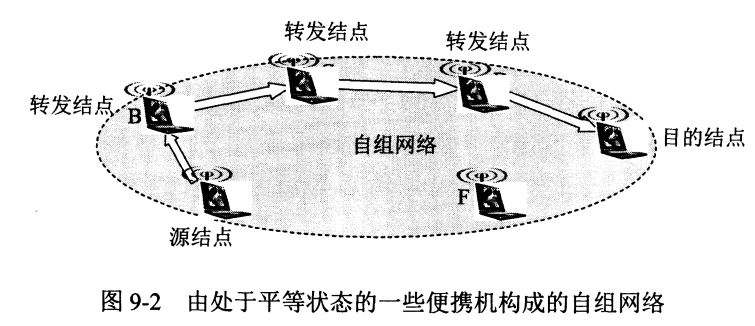 转发结点
转发结点
转发结点
B
目的结点
自组网络
F
源结点
图 9-2 由处于平等状态的一些便携机构成的自组网络